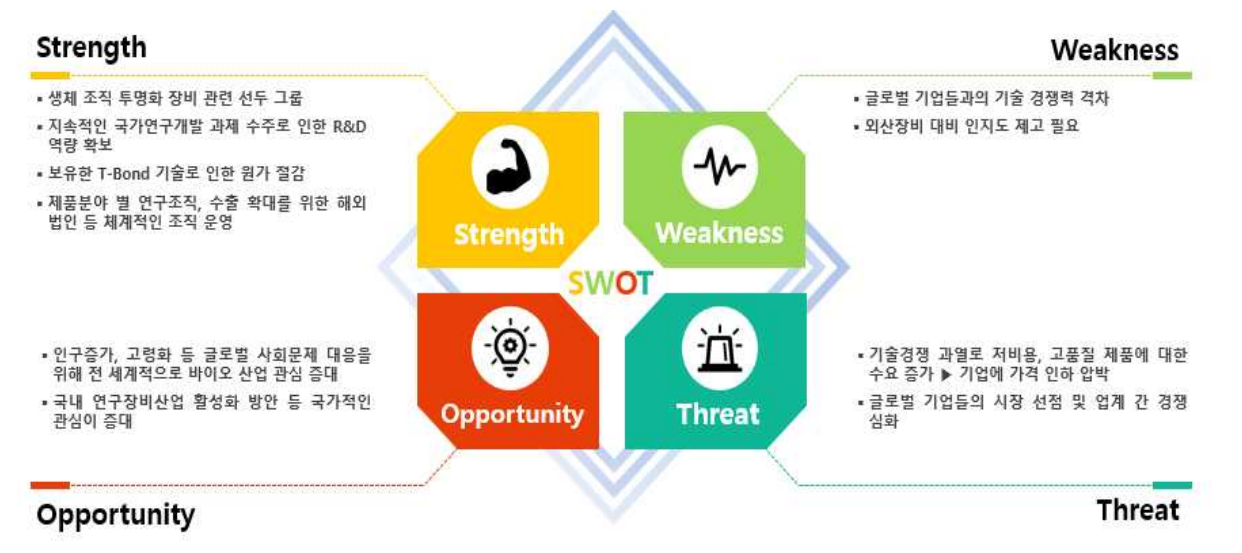 Strength
▪ 생체 조직 투명화 장비 관련 선두 그룹
▪ 지속적인 국가연구개발 과제 수주로 인한 R&D
역량 확보
▪ 보유한 T-Bond 기술로 인한 원가 절감
▪ 제품분야 별 연구조직, 수출 확대를 위한 해외
법인 등 체계적인 조직 운영
Weakness
▪ 글로벌 기업들과의 기술 경쟁력 격차
▪ 외산장비 대비 인지도 제고 필요
Strength
Weakness
SWOT
Opportunity
Threat
▪ 인구증가, 고령화 등 글로벌 사회문제 대응을
위해 전 세계적으로 바이오 산업 관심 증대
▪ 국내 연구장비산업 활성화 방안 등 국가적인
관심이 증대
Opportunity
▪ 기술경쟁 과열로 저비용, 고품질 제품에 대한
수요 증가 ▶ 기업에 가격 인하 압박
▪ 글로벌 기업들의 시장 선점 및 업계 간 경쟁
심화
Threat